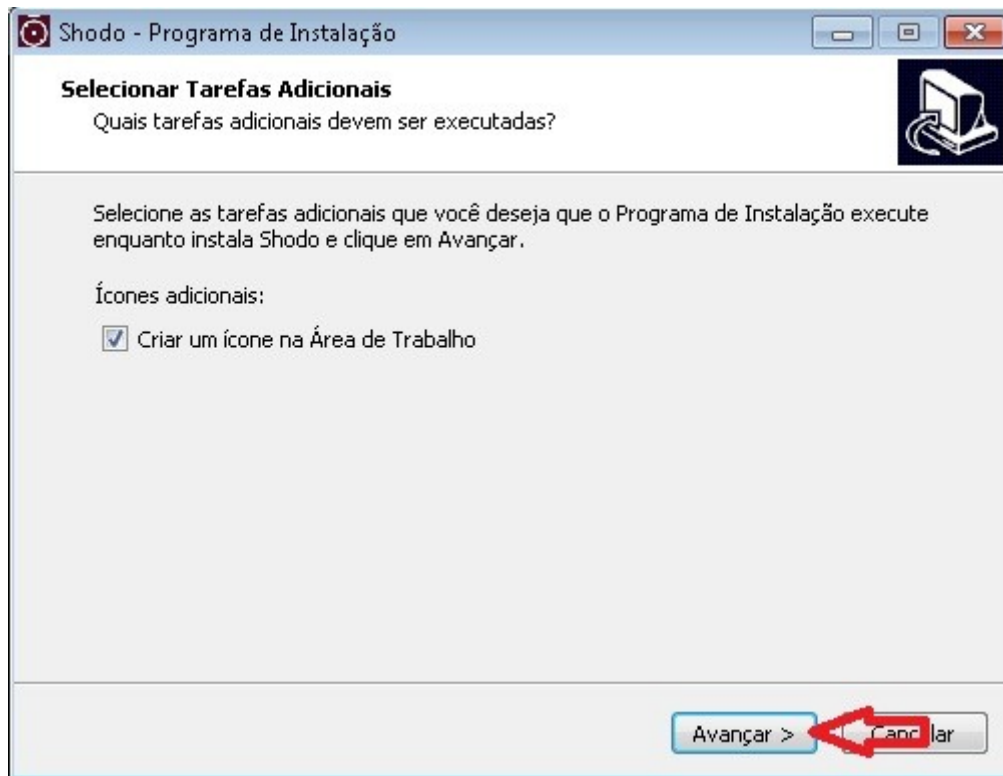 Shodo - Programa de Instalação
Selecionar Tarefas Adicionais
Quais tarefas adicionais devem ser executadas?
Selecione as tarefas adicionais que você deseja que o Programa de Instalação execute
enquanto instala Shodo e clique em Avançar.
Ícones adicionais:
Criar um ícone na Área de Trabalho
Avançar >
Cancelar